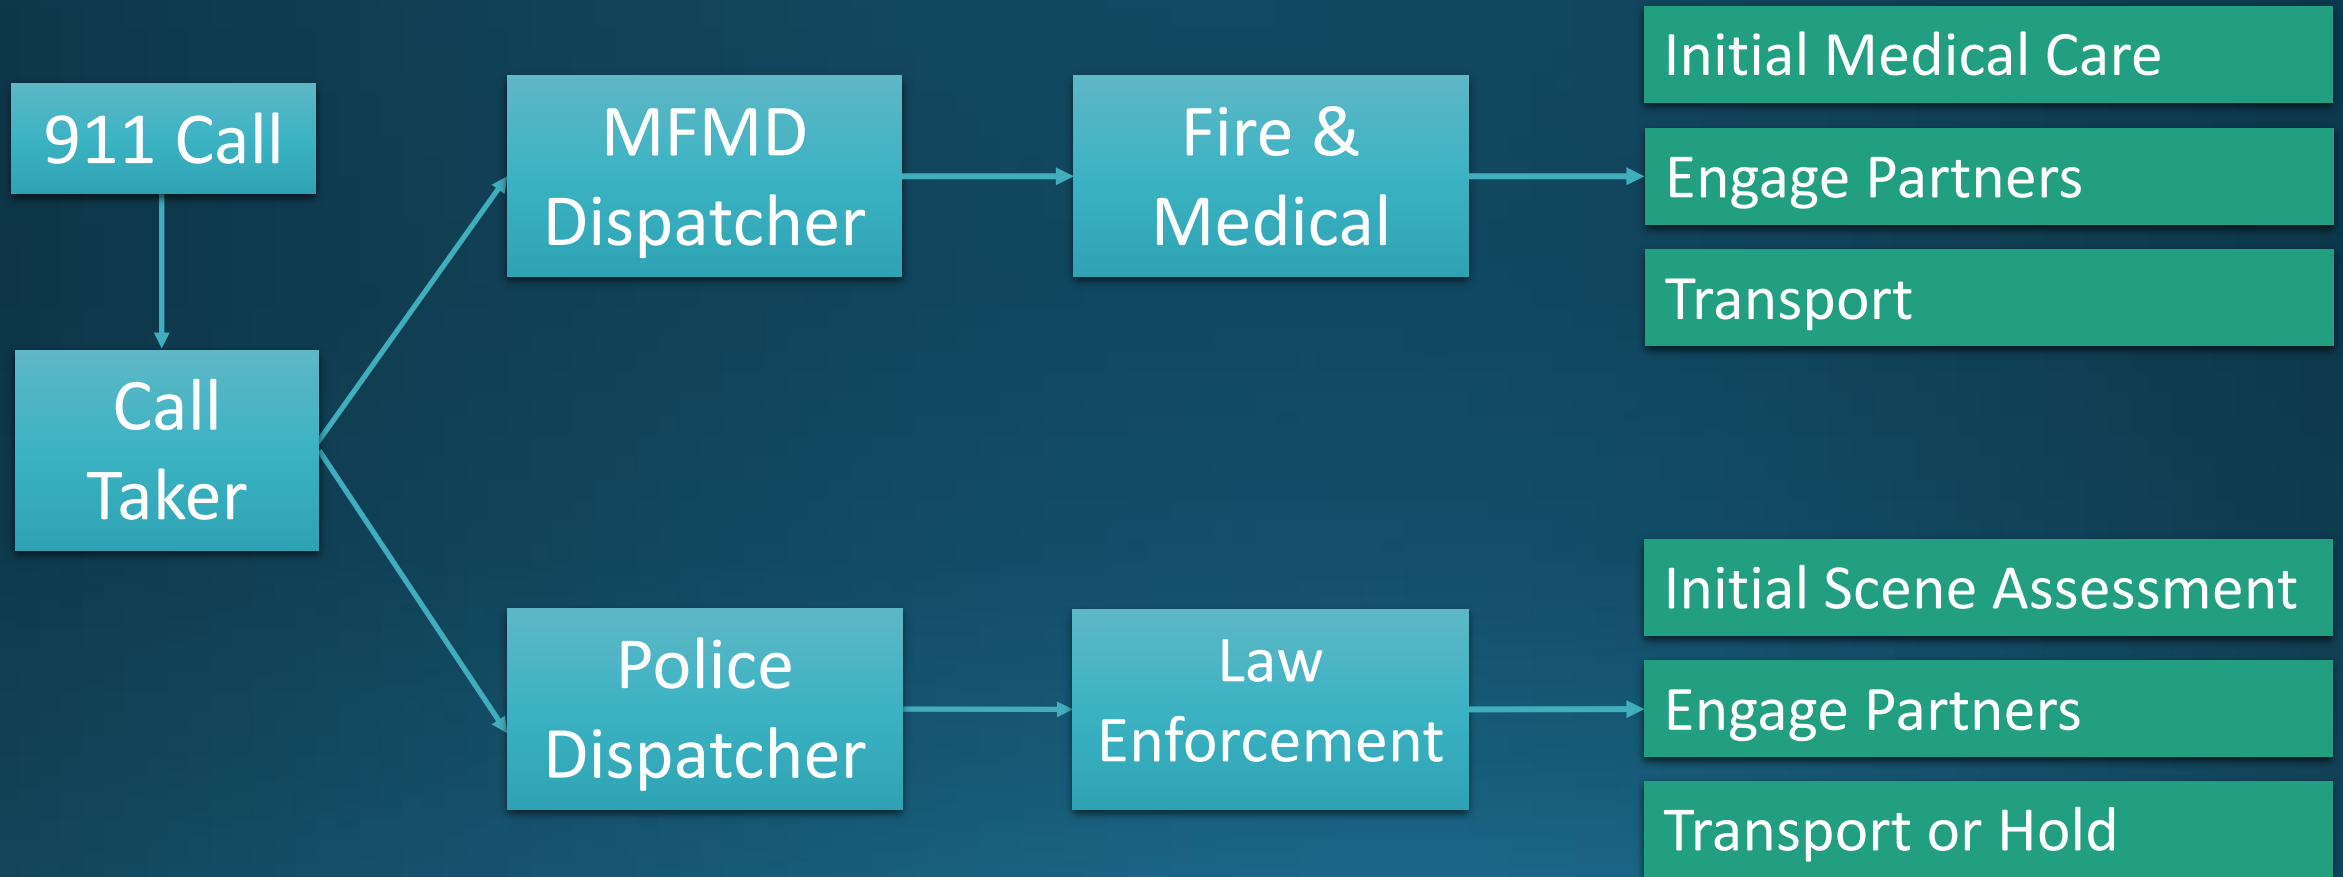 911 Call
Call
Taker
MFMD
Dispatcher
Fire &
Medical
Initial Medical Care
Engage Partners
Transport
Police
Dispatcher
Law
Enforcement
Initial Scene Assessment
Engage Partners
Transport or Hold